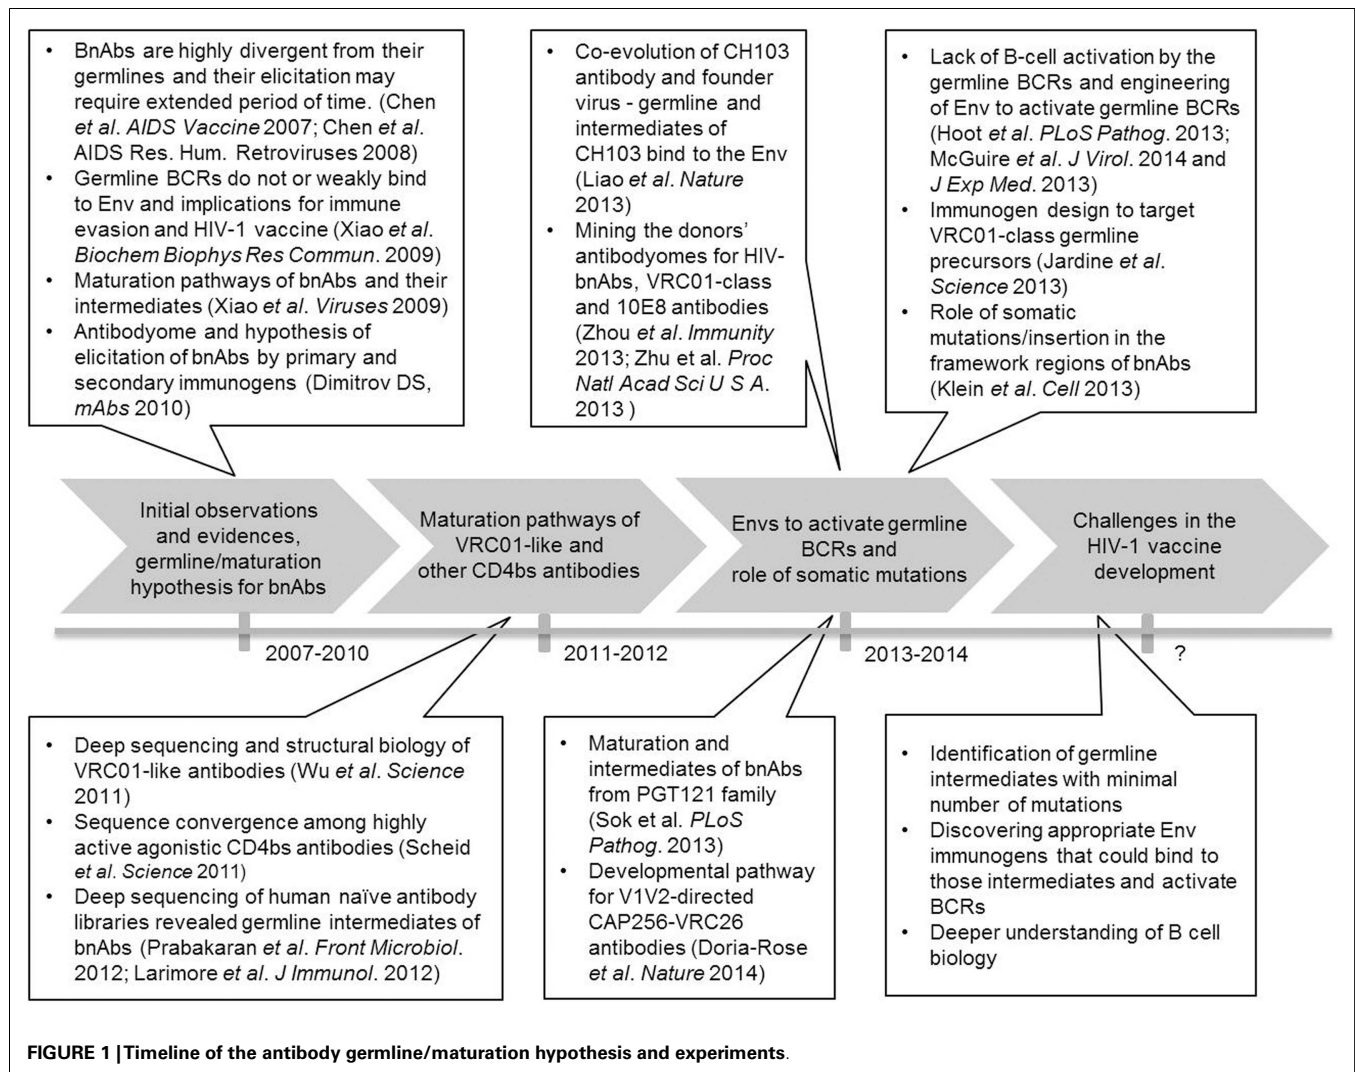 • BnAbs are highly divergent from their
germlines and their elicitation may
require extended period of time. (Chen
et al. AIDS Vaccine 2007; Chen et al.
AIDS Res. Hum. Retroviruses 2008)
• Germline BCRs do not or weakly bind
to Env and implications for immune
evasion and HIV-1 vaccine (Xiao et al.
Biochem Biophys Res Commun. 2009)
• Maturation pathways of bnAbs and their
intermediates (Xiao et al. Viruses 2009)
• Antibodyome and hypothesis of
elicitation of bnAbs by primary and
secondary immunogens (Dimitrov DS,
mAbs 2010)
• Co-evolution of CH103
antibody and founder
virus - germline and
intermediates of
CH103 bind to the Env
(Liao et al. Nature
2013)
• Mining the donors’
antibodyomes for HIV-
bnAbs, VRC01-class
and 10E8 antibodies
(Zhou et al. Immunity
2013; Zhu et al. Proc
Natl Acad Sci U S A.
2013 )
• Lack of B-cell activation by the
germline BCRs and engineering
of Env to activate germline BCRs
(Hoot et al. PLoS Pathog. 2013;
McGuire et al. J Virol. 2014 and
J Exp Med. 2013)
• Immunogen design to target
VRC01-class germline
precursors (Jardine et al.
Science 2013)
• Role of somatic
mutations/insertion in the
framework regions of bnAbs
(Klein et al. Cell 2013)
Initial observations
and evidences,
germline/maturation
hypothesis for bnAbs
Maturation pathways of
VRC01-like and
other CD4bs antibodies
Envs to activate germline
BCRs and
role of somatic mutations
Challenges in the
HIV-1 vaccine
development
2007-2010
2011-2012
2013-2014
?
• Deep sequencing and structural biology of
VRC01-like antibodies (Wu et al. Science
2011)
• Sequence convergence among highly
active agonistic CD4bs antibodies (Scheid
et al. Science 2011)
• Deep sequencing of human naïve antibody
libraries revealed germline intermediates of
bnAbs (Prabakaran et al. Front Microbiol.
2012; Larimore et al. J Immunol. 2012)
• Maturation and
intermediates of bnAbs
from PGT121 family
(Sok et al. PLoS
Pathog. 2013)
• Developmental pathway
for V1V2-directed
CAP256-VRC26
antibodies (Doria-Rose
et al. Nature 2014)
• Identification of germline
intermediates with minimal
number of mutations
• Discovering appropriate Env
immunogens that could bind to
those intermediates and activate
BCRs
• Deeper understanding of B cell
biology
FIGURE 1 | Timeline of the antibody germline/maturation hypothesis and experiments.